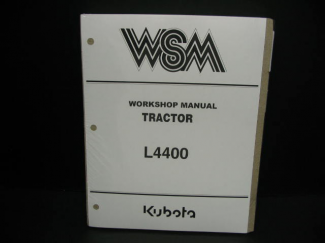 WSM
WORKSHOP MANUAL
TRACTOR
L4400
Kubota